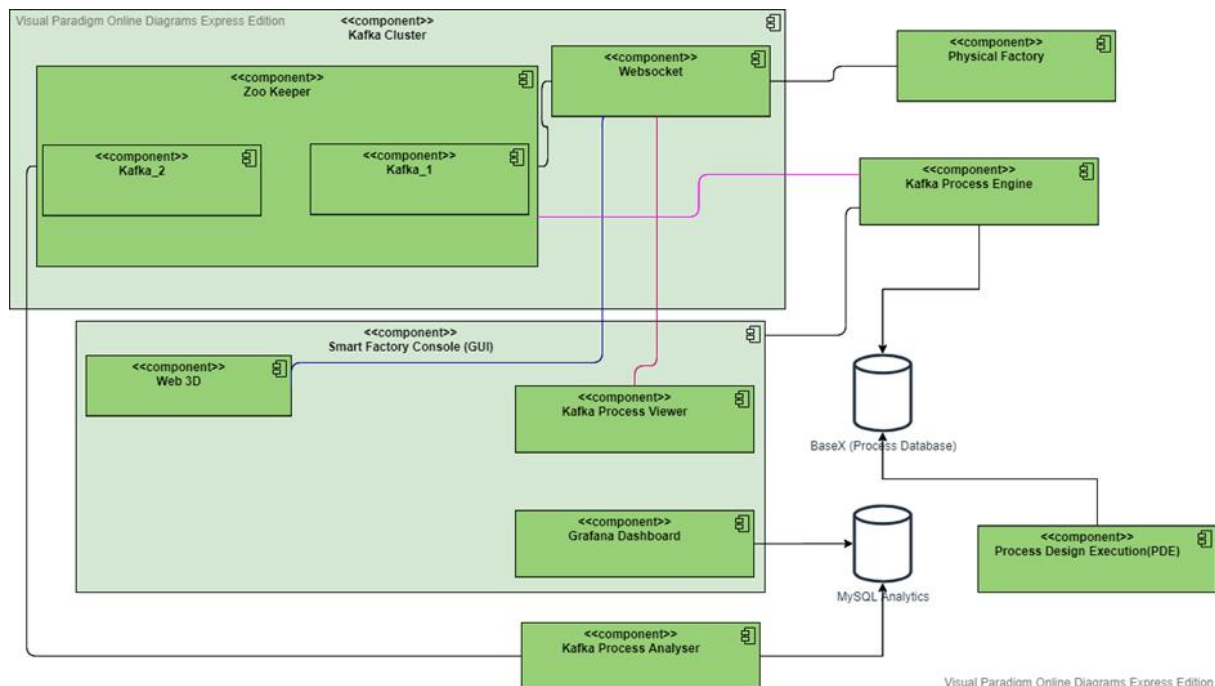 Visual Paradigm Online Diagrams Express Edition
<<component>>
Kafka Cluster
<<component>>
Zoo Keeper
<<component>>
Kafka_2
<<component>>
Kafka_1
<<component>>
Websocket
<<component>>
Physical Factory
<<component>>
Kafka Process Engine
<<component>>
Smart Factory Console (GUI)
<<component>>
Web 3D
<<component>>
Kafka Process Viewer
BaseX (Process Database)
<<component>>
Grafana Dashboard
MySQL Analytics
<<component>>
Process Design Execution(PDE)
<<component>>
Kafka Process Analyser
Visual Paradigm Online Diagrams Express Edition